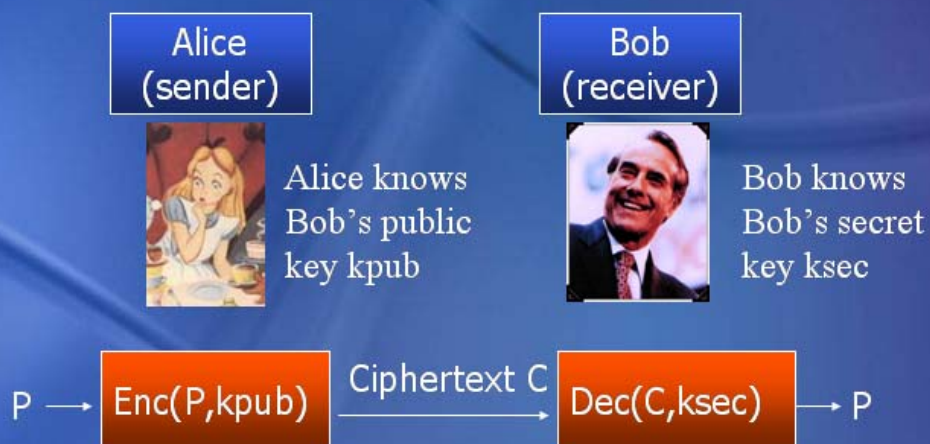 Alice
(sender)
Bob
(receiver)
Alice knows
Bob's public
key kpub
Bob knows
Bob's secret
key ksec
P
Enc(P,kpub)
Ciphertext C
Dec(C,ksec)
P